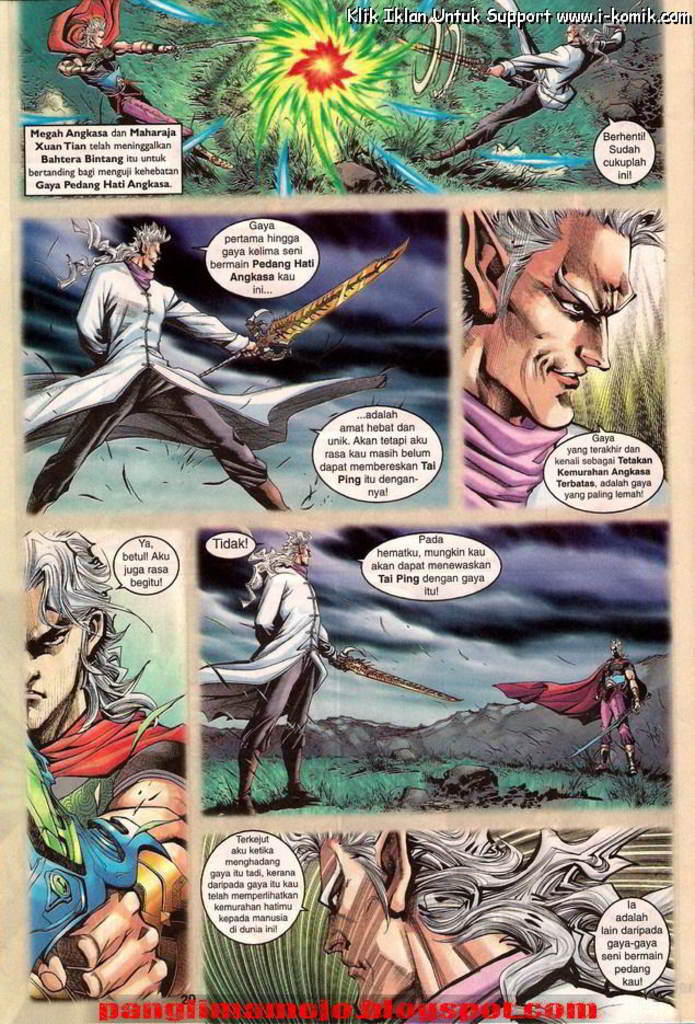 Klik Iklan Untuk Support www.i-komik.com
Megah Angkasa dan Maharaja
Xuan Tian telah meninggalkan
Bahtera Bintang itu untuk
bertanding bagi menguji kehebatan
Gaya Pedang Hati Angkasa.
Berhenti!
Sudah
cukuplah
ini!
Gaya
pertama hingga
gaya kelima seni
bermain Pedang Hati
Angkasa kau
ini...
...adalah
amat hebat dan
unik. Akan tetapi aku
rasa kau masih belum
dapat membereskan Tai
Ping itu dengan-
nya!
Gaya
yang terakhir dan
kenali sebagai Tetakan
Kemurahan Angkasa
Terbatas, adalah gaya
yang paling lemah!
Ya,
betul! Aku
juga rasa
begitu!
Tidak!
Pada
hematku, mungkin kau
akan dapat menewaskan
Tai Ping dengan gaya
itu!
Terkejut
aku ketika
menghadang
gaya itu tadi, kerana
daripada gaya itu kau
telah memperlihatkan
kemurahan hatimu
kepada manusia
di dunia ini!
Ia
adalah
lain daripada
gaya-gaya
seni bermain
pedang
kau!
20
panglimamejo.blogspot.com